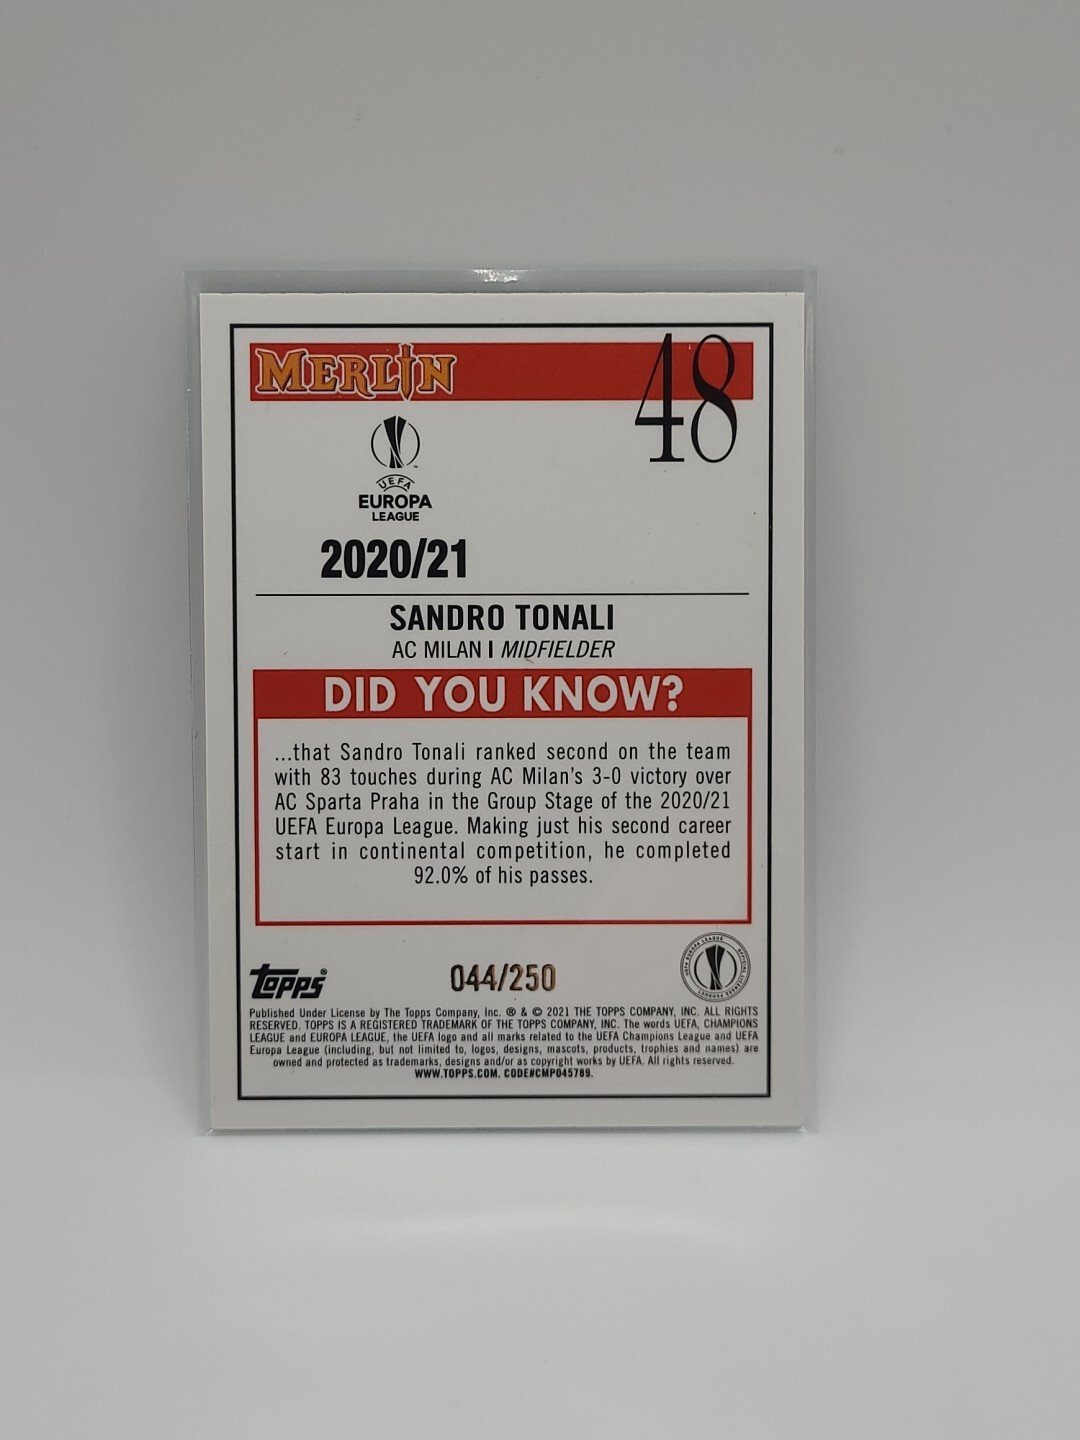 MERLIN
48
UEFA
EUROPA
LEAGUE
2020/21
SANDRO TONALI
AC MILAN I MIDFIELDER
DID YOU KNOW?
...that Sandro Tonali ranked second on the team
with 83 touches during AC Milan's 3-0 victory over
AC Sparta Praha in the Group Stage of the 2020/21
UEFA Europa League. Making just his second career
start in continental competition, he completed
92.0% of his passes.
topps®
044/250
UEFA EUROPA LEAGUE OFFICIAL LICENSED PRODUCT
Published Under License by The Topps Company, Inc. ® & © 2021 THE TOPPS COMPANY, INC. ALL RIGHTS
RESERVED. TOPPS IS A REGISTERED TRADEMARK OF THE TOPPS COMPANY, INC. The words UEFA, CHAMPIONS
LEAGUE and EUROPA LEAGUE, the UEFA logo and all marks related to the UEFA Champions League and UEFA
Europa League (including, but not limited to, logos, designs, mascots, products, trophies and names) are
owned and protected as trademarks, designs and/or as copyright works by UEFA. All rights reserved.
WWW.TOPPS.COM. CODE#CMP045789.